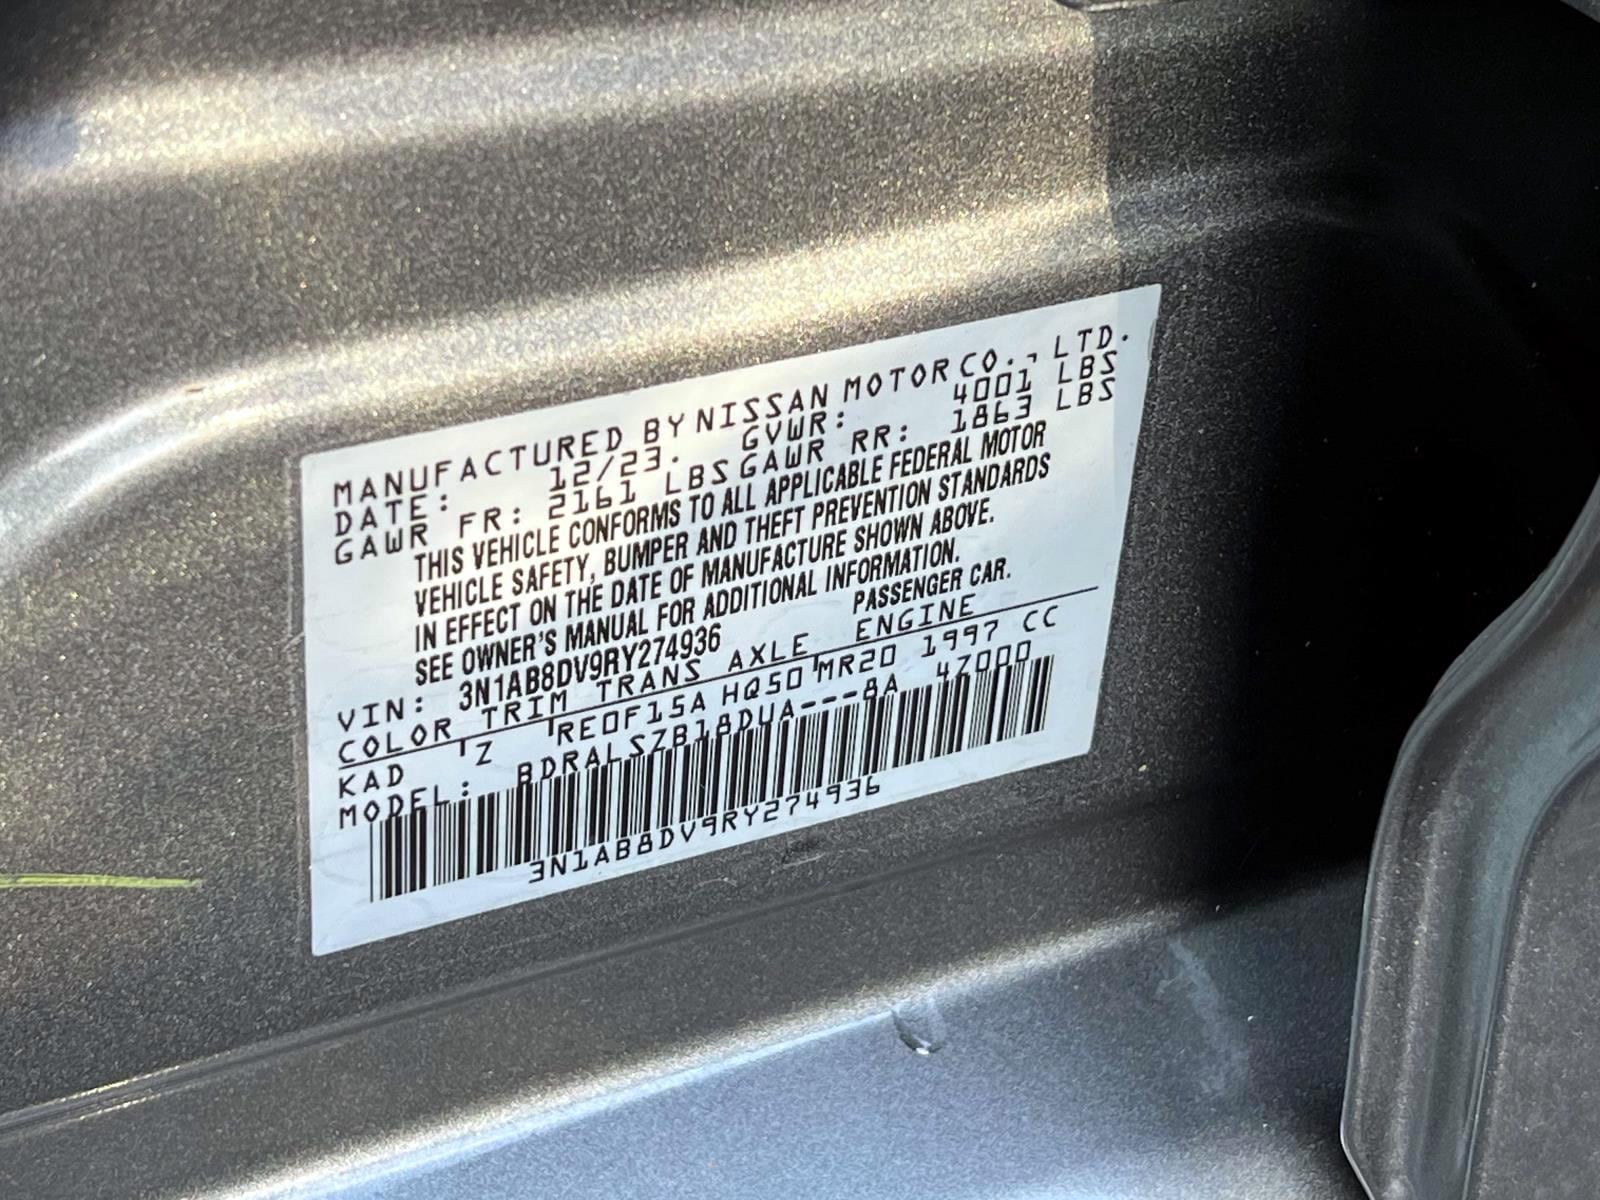 MANUFACTURED BY NISSAN MOTOR CO., LTD.
DATE: 12/23. GVWR: 4001 LBS
GAWR FR: 2161 LBS GAWR RR: 1863 LBS
THIS VEHICLE CONFORMS TO ALL APPLICABLE FEDERAL MOTOR
VEHICLE SAFETY, BUMPER AND THEFT PREVENTION STANDARDS
IN EFFECT ON THE DATE OF MANUFACTURE SHOWN ABOVE.
SEE OWNER'S MANUAL FOR ADDITIONAL INFORMATION.
VIN: 3N1AB8DV9RY274936 PASSENGER CAR.
COLOR TRIM TRANS AXLE ENGINE
KAD Z RE0F15A HQ50 MR20 1997 CC
MODEL: BDRALSZB18DUA---8A 4Z000
3N1AB8DV9RY274936